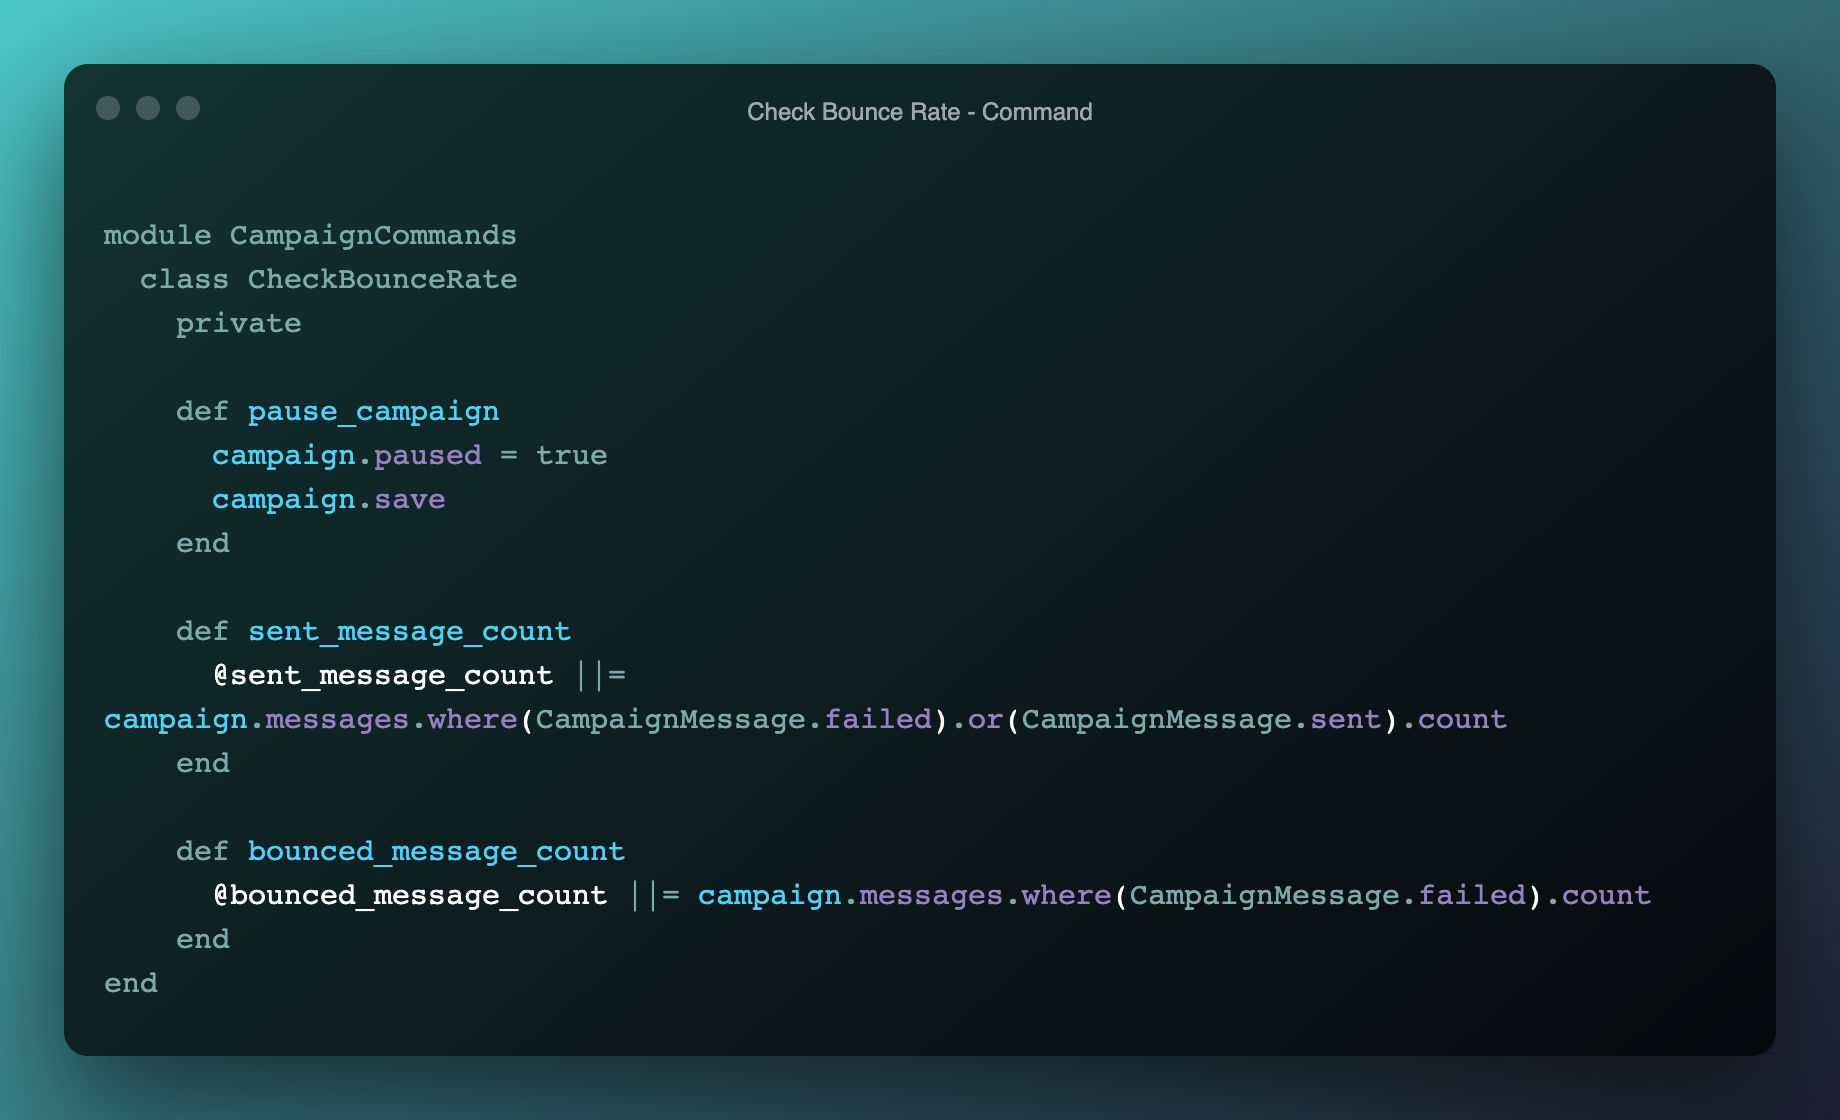 Check Bounce Rate - Command
module CampaignCommands
  class CheckBounceRate
    private

    def pause_campaign
      campaign.paused = true
      campaign.save
    end

    def sent_message_count
      @sent_message_count ||=
campaign.messages.where(CampaignMessage.failed).or(CampaignMessage.sent).count
    end

    def bounced_message_count
      @bounced_message_count ||= campaign.messages.where(CampaignMessage.failed).count
    end
end